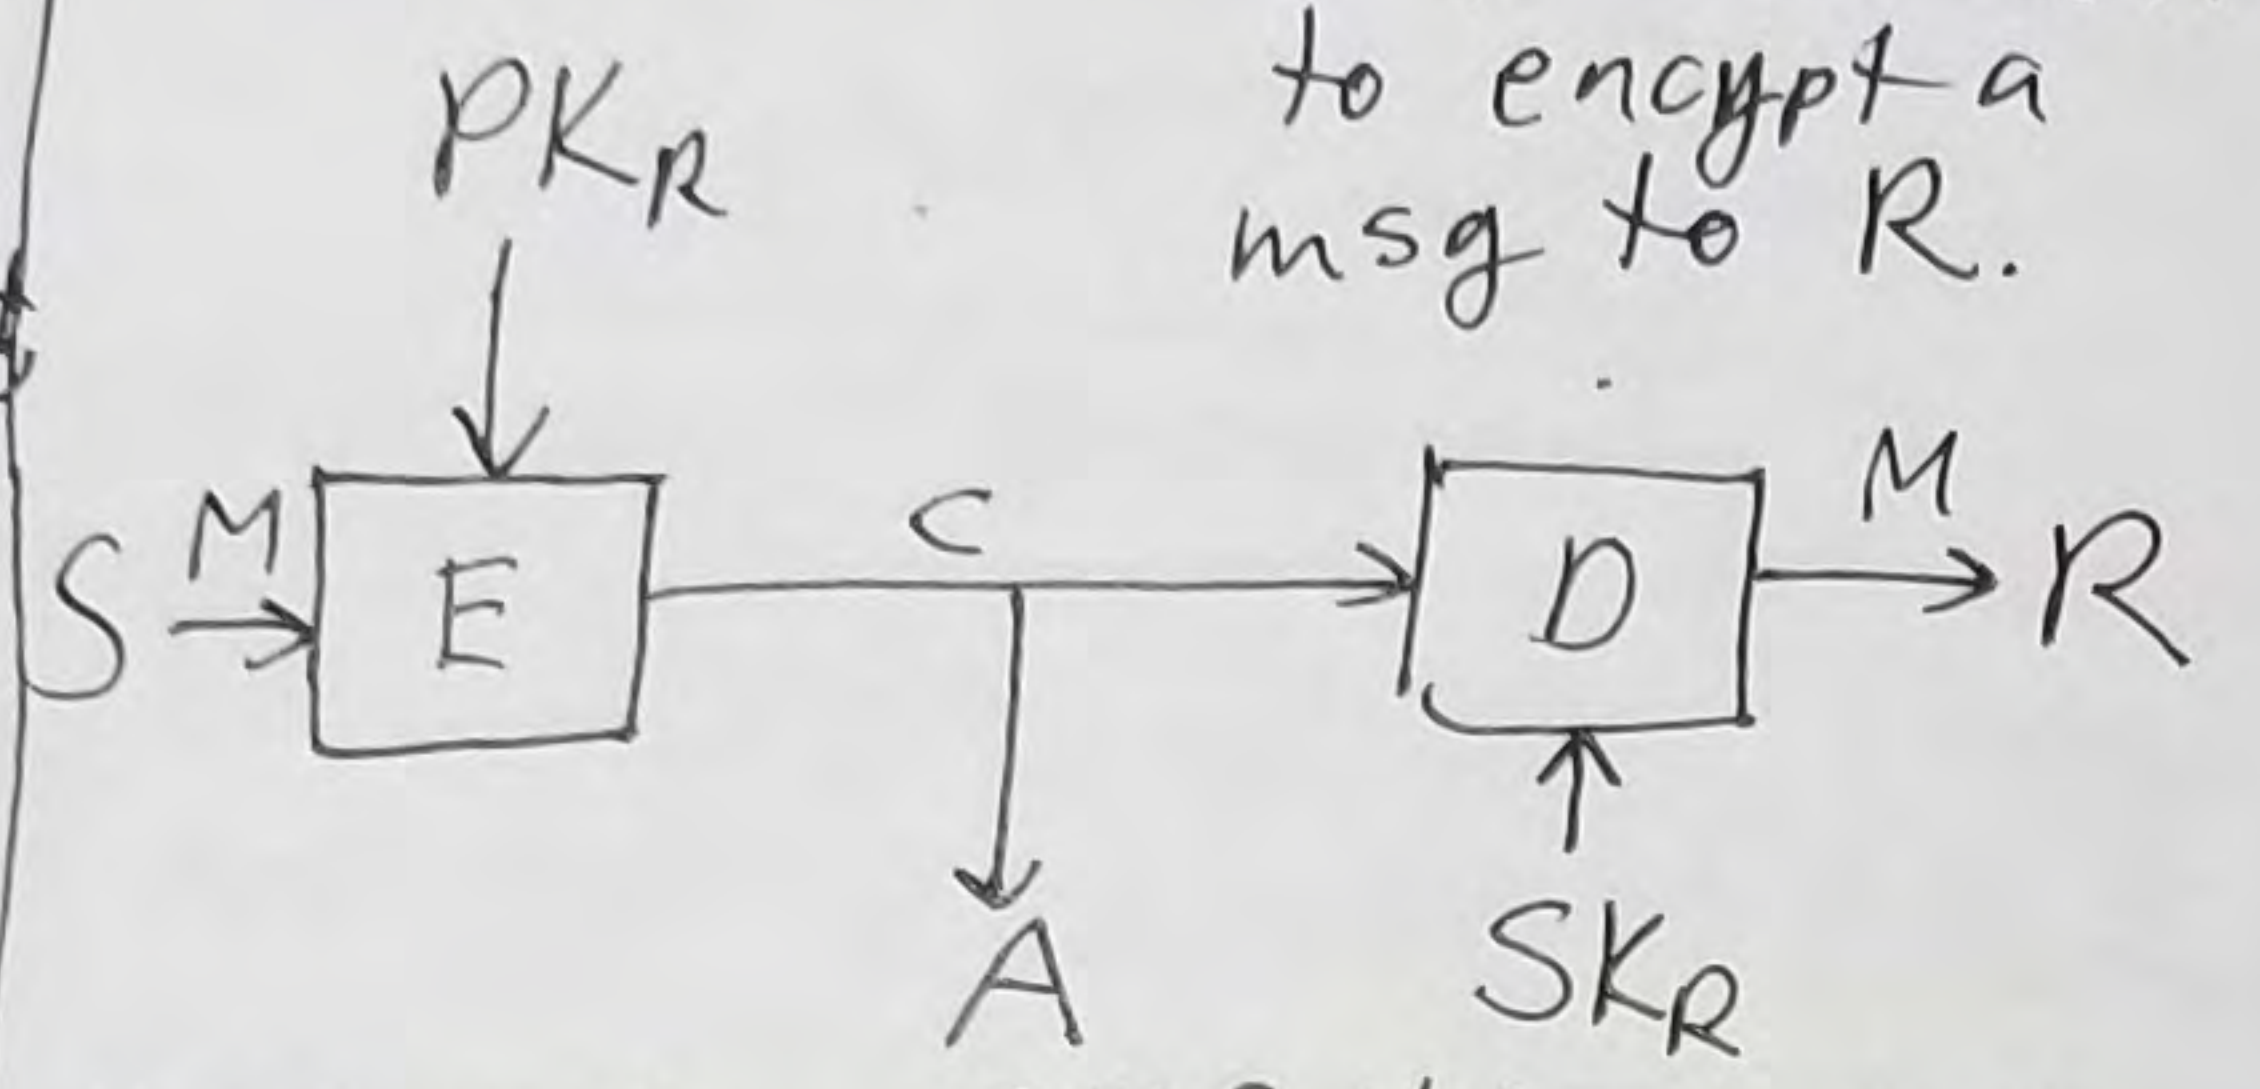 to encypt a
msg to R.
PK_R
S M E C D M R
A
SK_R